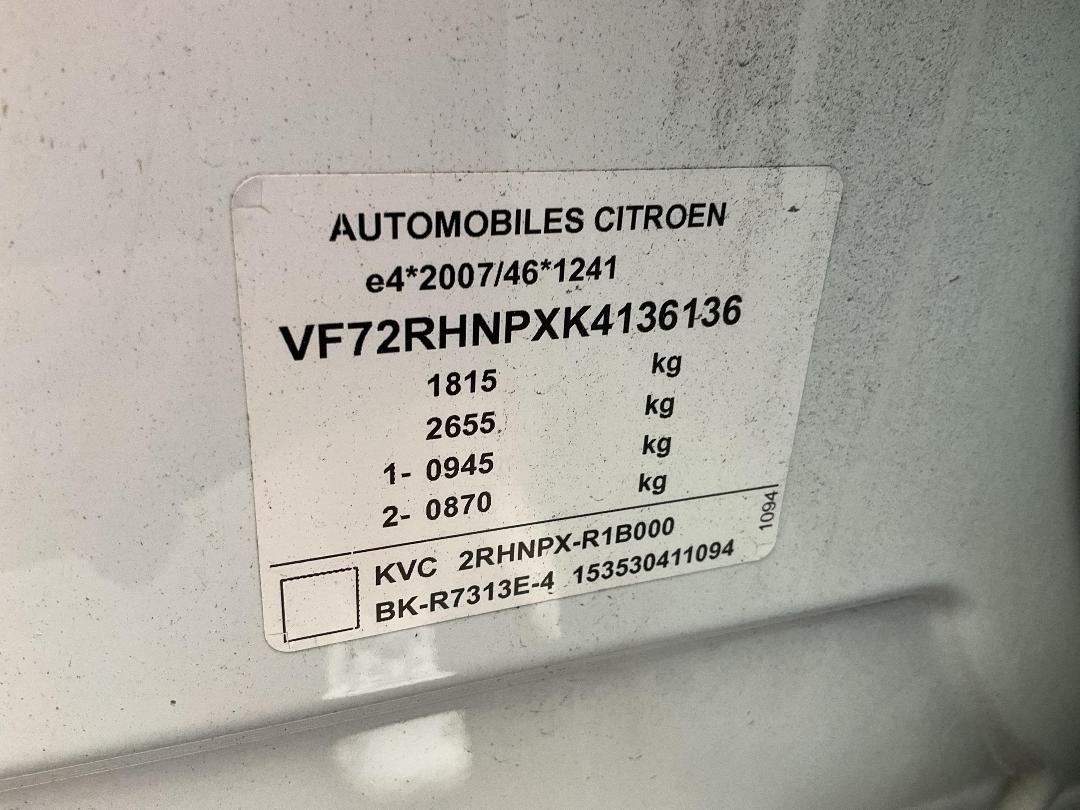 AUTOMOBILES CITROEN
e4*2007/46*1241
VF72RHNPXK4136136
1815 kg
2655 kg
1- 0945 kg
2- 0870 kg
1094
KVC 2RHNPX-R1B000
BK-R7313E-4 153530411094